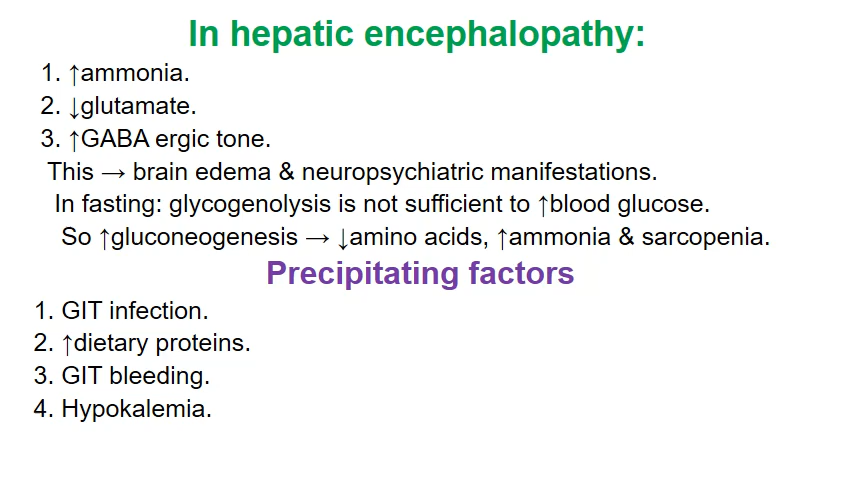 In hepatic encephalopathy:
1. ↑ammonia.
2. ↓glutamate.
3. ↑GABA ergic tone.
This → brain edema & neuropsychiatric manifestations.
In fasting: glycogenolysis is not sufficient to ↑blood glucose.
So ↑gluconeogenesis → ↓amino acids, ↑ammonia & sarcopenia.
Precipitating factors
1. GIT infection.
2. ↑dietary proteins.
3. GIT bleeding.
4. Hypokalemia.